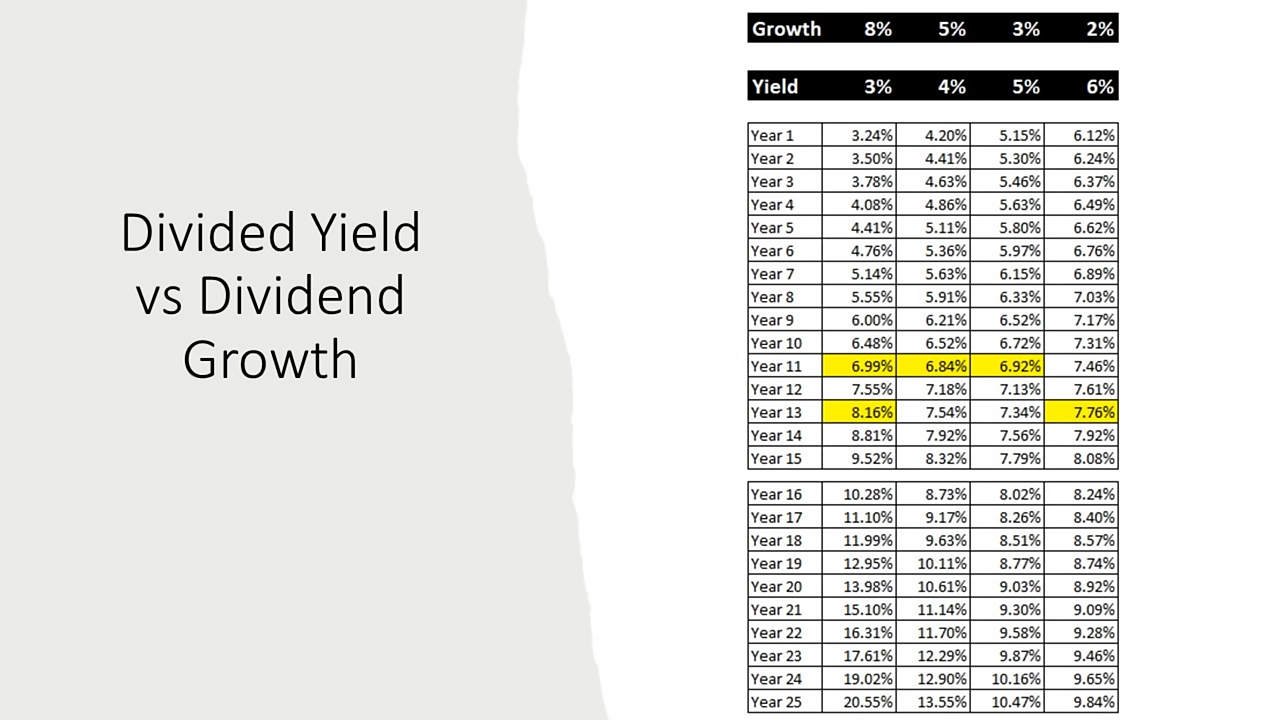 Divided Yield
vs Dividend
Growth
Growth 8% 5% 3% 2%
Yield 3% 4% 5% 6%
Year 1 3.24% 4.20% 5.15% 6.12%
Year 2 3.50% 4.41% 5.30% 6.24%
Year 3 3.78% 4.63% 5.46% 6.37%
Year 4 4.08% 4.86% 5.63% 6.49%
Year 5 4.41% 5.11% 5.80% 6.62%
Year 6 4.76% 5.36% 5.97% 6.76%
Year 7 5.14% 5.63% 6.15% 6.89%
Year 8 5.55% 5.91% 6.33% 7.03%
Year 9 6.00% 6.21% 6.52% 7.17%
Year 10 6.48% 6.52% 6.72% 7.31%
Year 11 6.99% 6.84% 6.92% 7.46%
Year 12 7.55% 7.18% 7.13% 7.61%
Year 13 8.16% 7.54% 7.34% 7.76%
Year 14 8.81% 7.92% 7.56% 7.92%
Year 15 9.52% 8.32% 7.79% 8.08%
Year 16 10.28% 8.73% 8.02% 8.24%
Year 17 11.10% 9.17% 8.26% 8.40%
Year 18 11.99% 9.63% 8.51% 8.57%
Year 19 12.95% 10.11% 8.77% 8.74%
Year 20 13.98% 10.61% 9.03% 8.92%
Year 21 15.10% 11.14% 9.30% 9.09%
Year 22 16.31% 11.70% 9.58% 9.28%
Year 23 17.61% 12.29% 9.87% 9.46%
Year 24 19.02% 12.90% 10.16% 9.65%
Year 25 20.55% 13.55% 10.47% 9.84%